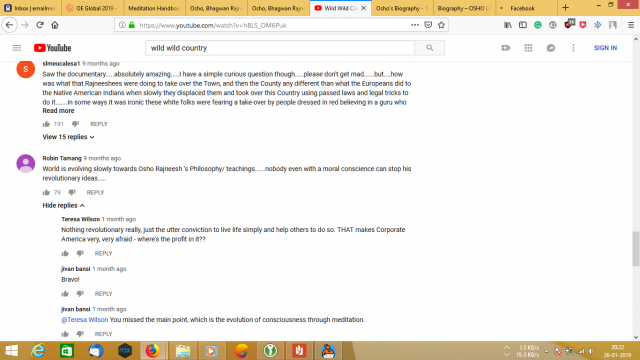 Inbox | emailmei
OE Global 2019 -
Meditation Handbook
Osho, Bhagwan Rajn
Osho, Bhagwan Rajn
Wild Wild Co
Osho's Biography - T
Biography – OSHO L
Facebook
https://www.youtube.com/watch?v=hBLS_OM6Puk
YouTube
wild wild country
SIGN IN
S
slmeucalesa1 9 months ago
Saw the documentary.....absolutely amazing.....I have a simple curious question though.....please don't get mad......but....how
was what that Rajneeshees were doing to take over the Town, and then the County any different than what the Europeans did to
the Native American Indians when slowly they displaced them and took over this Country using passed laws and legal tricks to
do it.......in some ways it was ironic these white folks were fearing a take-over by people dressed in red believing in a guru who
Read more
191 REPLY
View 15 replies
Robin Tamang 9 months ago
World is evolving slowly towards Osho Rajneesh 's Philosophy/ teachings......nobody even with a moral conscience can stop his
revolutionary ideas.....
79 REPLY
Hide replies
Teresa Wilson 1 month ago
Nothing revolutionary really, just the utter conviction to live life simply and help others to do so. THAT makes Corporate
America very, very afraid - where's the profit in it??
REPLY
jivan bansi 1 month ago
Bravo!
REPLY
jivan bansi 1 month ago
@Teresa Wilson You missed the main point, which is the evolution of consciousness through meditation.
REPLY
1.5 KB/s
19.3 KB/s
20:22
20-01-2019